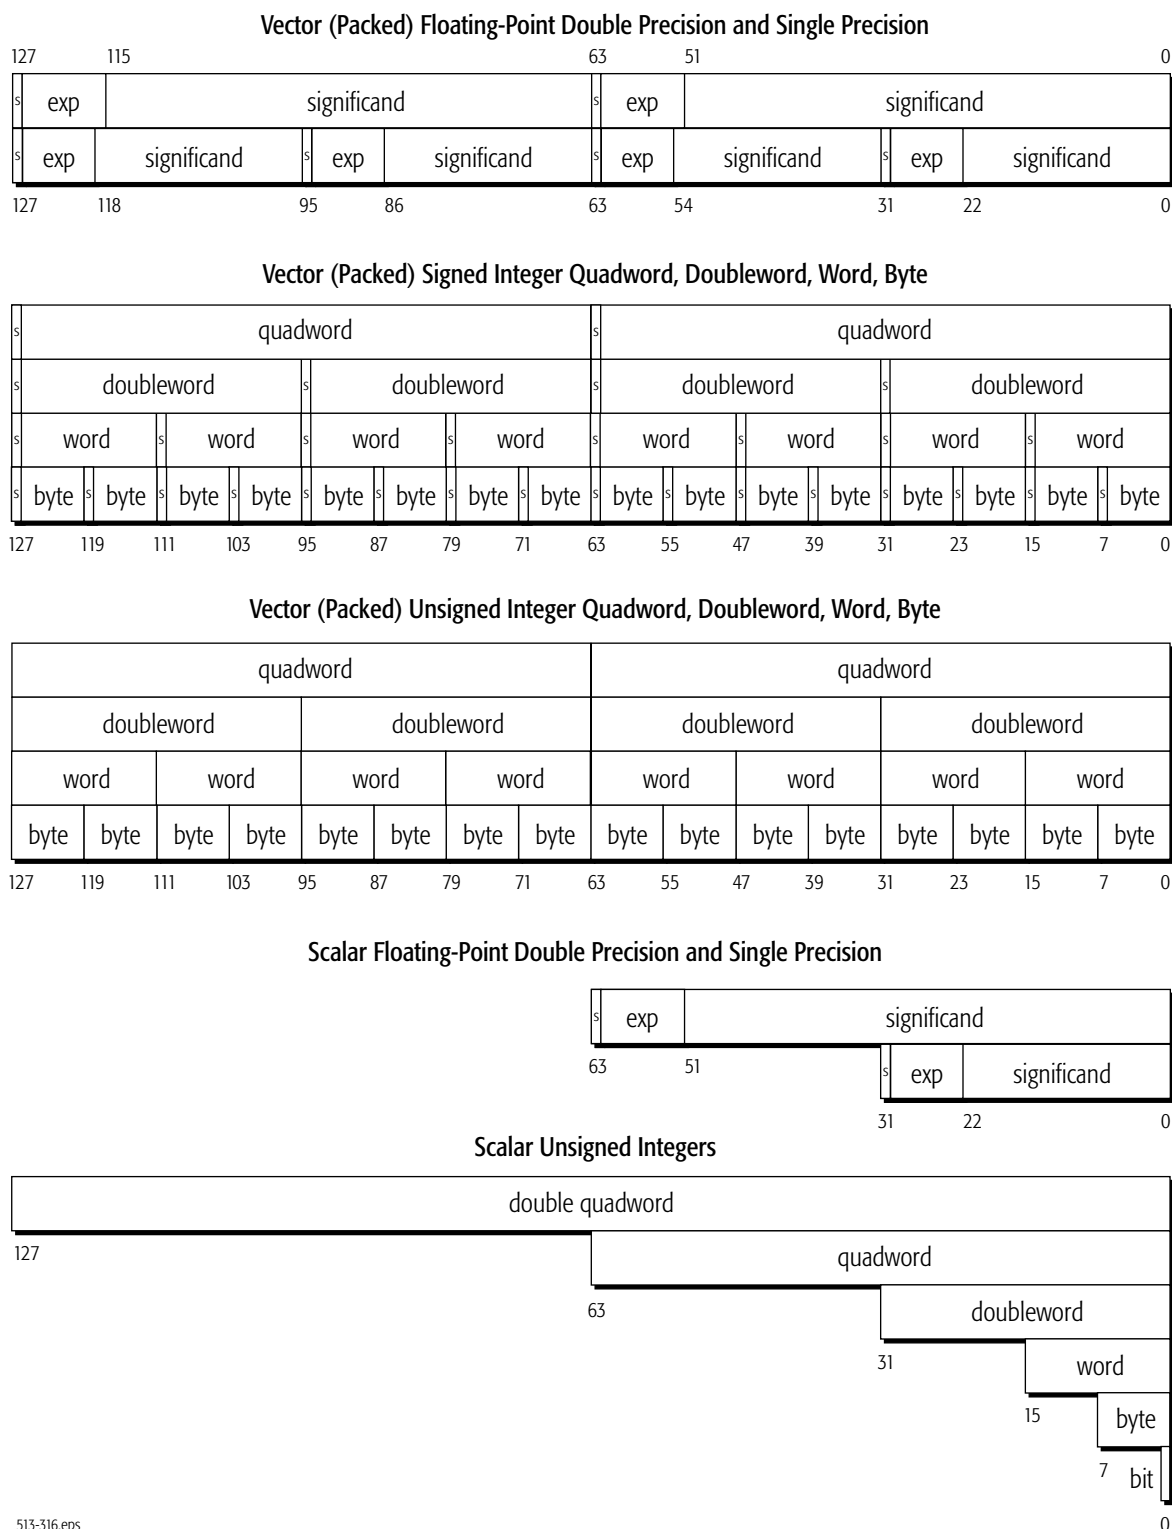 Vector (Packed) Floating-Point Double Precision and Single Precision
127 115 63 51 0
s exp significand s exp significand
s exp significand s exp significand s exp significand s exp significand
127 118 95 86 63 54 31 22 0
Vector (Packed) Signed Integer Quadword, Doubleword, Word, Byte
s quadword s quadword
s doubleword s doubleword s doubleword s doubleword
s word s word s word s word s word s word s word s word
s byte s byte s byte s byte s byte s byte s byte s byte s byte s byte s byte s byte s byte s byte s byte s byte
127 119 111 103 95 87 79 71 63 55 47 39 31 23 15 7 0
Vector (Packed) Unsigned Integer Quadword, Doubleword, Word, Byte
quadword quadword
doubleword doubleword doubleword doubleword
word word word word word word word word
byte byte byte byte byte byte byte byte byte byte byte byte byte byte byte byte
127 119 111 103 95 87 79 71 63 55 47 39 31 23 15 7 0
Scalar Floating-Point Double Precision and Single Precision
s exp significand
63 51
s exp significand
31 22 0
Scalar Unsigned Integers
double quadword
127
quadword
63
doubleword
31
word
15
byte
7
bit
513-316.eps
0